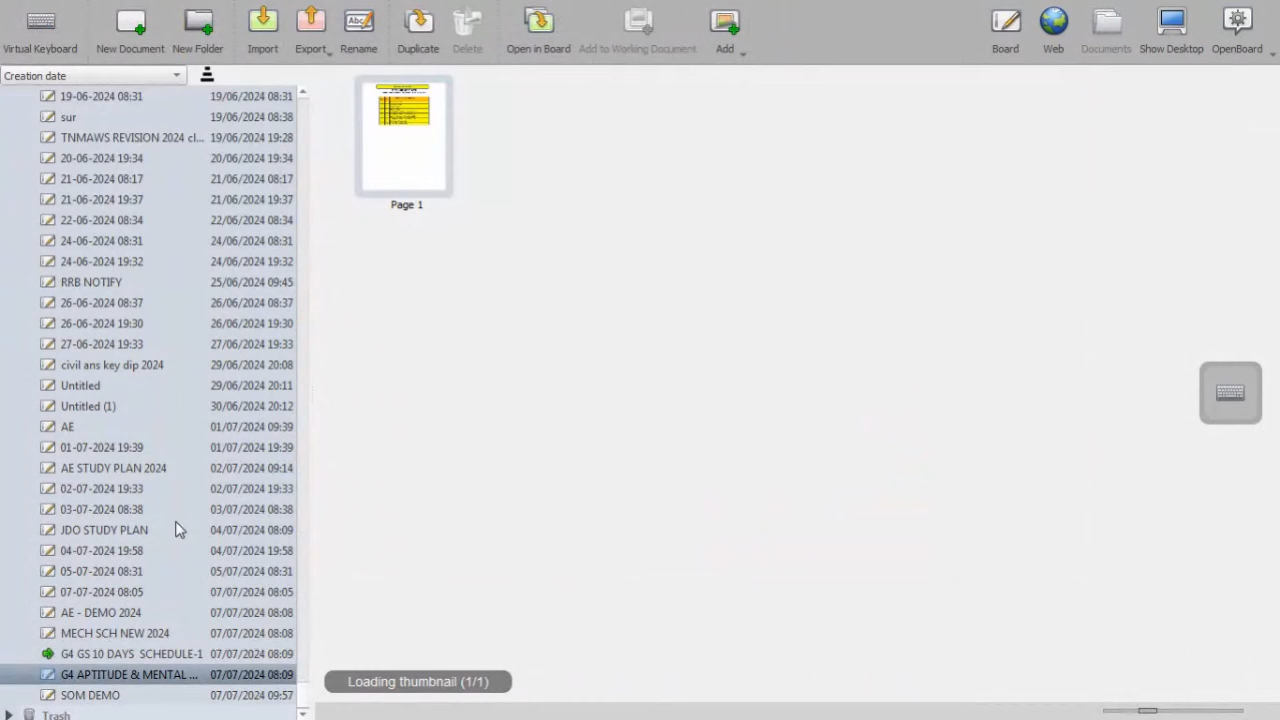 Virtual Keyboard
New Document
New Folder
Import
Export
Rename
Duplicate
Delete
Open in Board
Add to Working Document
Add
Board
Web
Documents
Show Desktop
OpenBoard
Creation date
19-06-2024 08:31 19/06/2024 08:31
sur 19/06/2024 08:38
TNMAWS REVISION 2024 cl... 19/06/2024 19:28
20-06-2024 19:34 20/06/2024 19:34
21-06-2024 08:17 21/06/2024 08:17
21-06-2024 19:37 21/06/2024 19:37
22-06-2024 08:34 22/06/2024 08:34
24-06-2024 08:31 24/06/2024 08:31
24-06-2024 19:32 24/06/2024 19:32
RRB NOTIFY 25/06/2024 09:45
26-06-2024 08:37 26/06/2024 08:37
26-06-2024 19:30 26/06/2024 19:30
27-06-2024 19:33 27/06/2024 19:33
civil ans key dip 2024 29/06/2024 20:08
Untitled 29/06/2024 20:11
Untitled (1) 30/06/2024 20:12
AE 01/07/2024 09:39
01-07-2024 19:39 01/07/2024 19:39
AE STUDY PLAN 2024 02/07/2024 09:14
02-07-2024 19:33 02/07/2024 19:33
03-07-2024 08:38 03/07/2024 08:38
JDO STUDY PLAN 04/07/2024 08:09
04-07-2024 19:58 04/07/2024 19:58
05-07-2024 08:31 05/07/2024 08:31
07-07-2024 08:05 07/07/2024 08:05
AE - DEMO 2024 07/07/2024 08:08
MECH SCH NEW 2024 07/07/2024 08:08
G4 GS 10 DAYS SCHEDULE-1 07/07/2024 08:09
G4 APTITUDE & MENTAL ... 07/07/2024 08:09
SOM DEMO 07/07/2024 09:57
Trash
Page 1
Loading thumbnail (1/1)